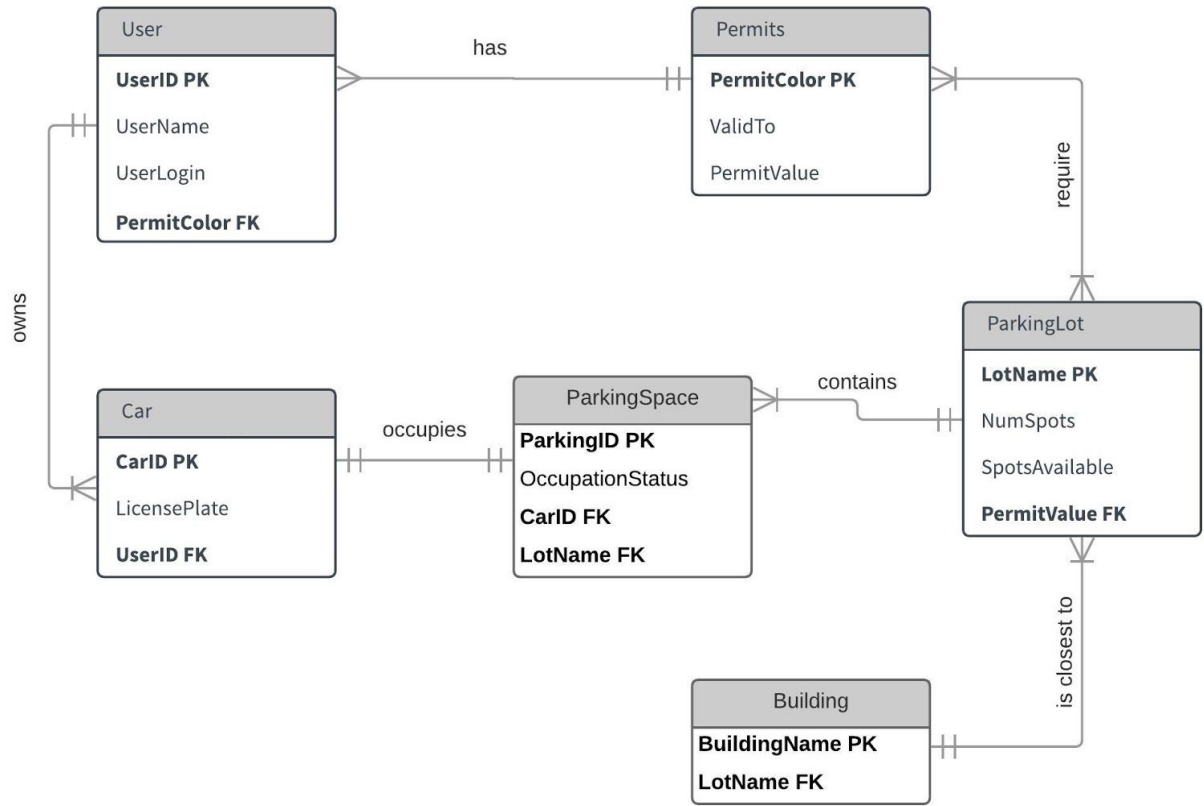 User
UserID PK
UserName
UserLogin
PermitColor FK
has
Permits
PermitColor PK
ValidTo
PermitValue
require
owns
Car
CarID PK
LicensePlate
UserID FK
occupies
ParkingSpace
ParkingID PK
OccupationStatus
CarID FK
LotName FK
contains
ParkingLot
LotName PK
NumSpots
SpotsAvailable
PermitValue FK
is closest to
Building
BuildingName PK
LotName FK